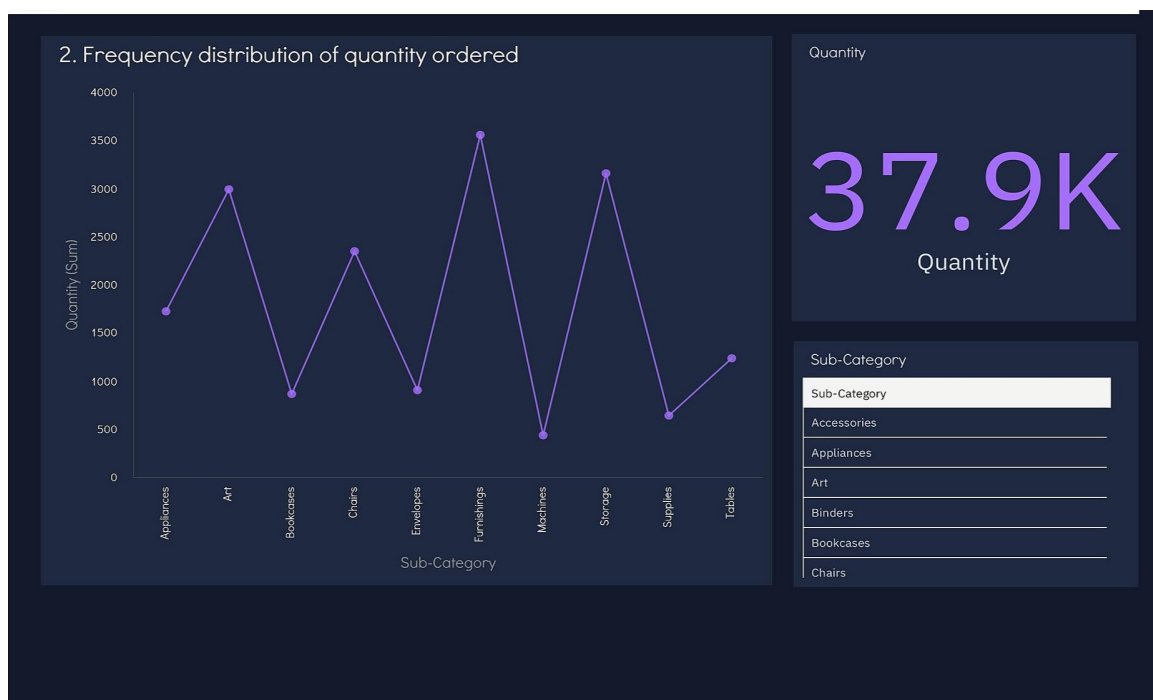 2. Frequency distribution of quantity ordered
4000
3500
3000
2500
2000
1500
1000
500
0
Quantity (Sum)
Appliances
Art
Bookcases
Chairs
Envelopes
Furnishings
Machines
Storage
Supplies
Tables
Sub-Category
Quantity
37.9K
Quantity
Sub-Category
Sub-Category
Accessories
Appliances
Art
Binders
Bookcases
Chairs